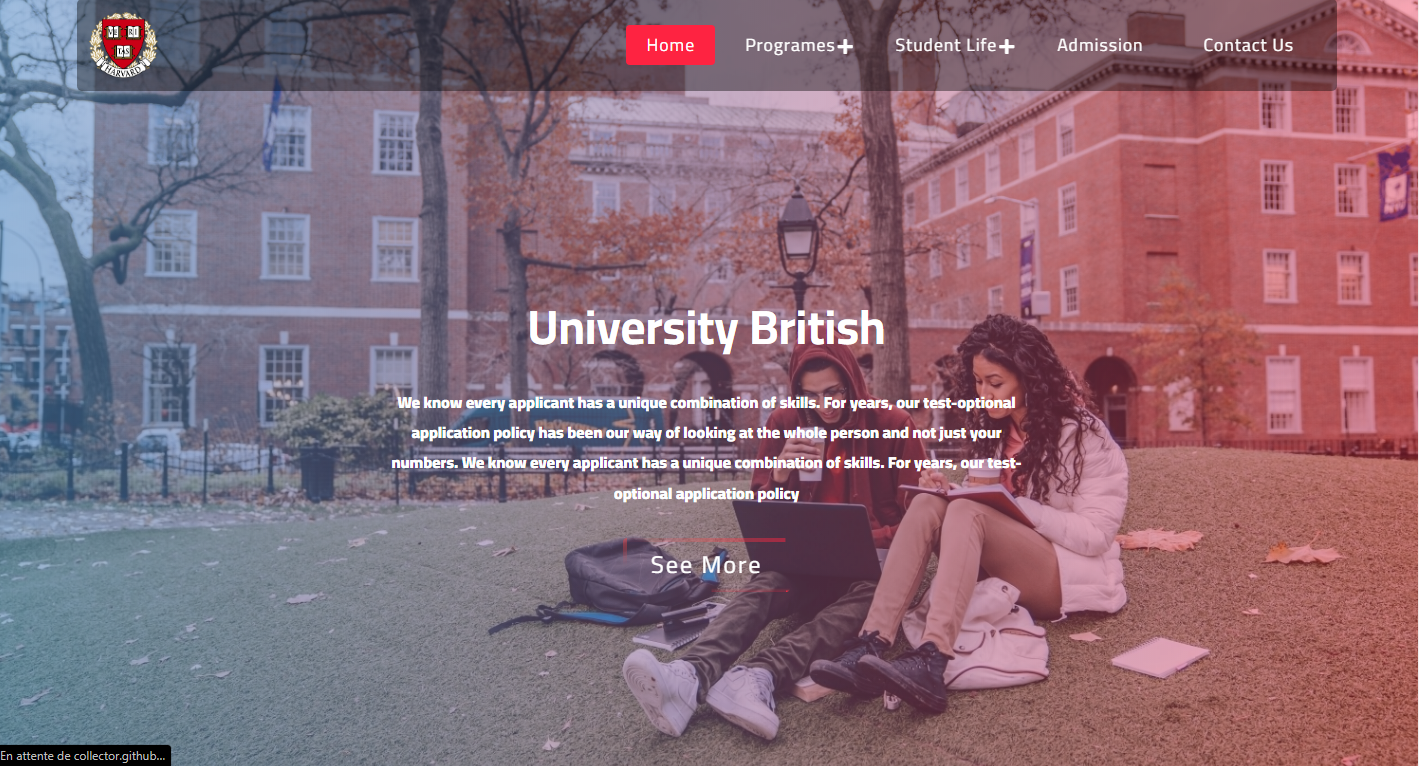 VE RI
TAS
HARVARD
Home Programes Student Life Admission Contact Us
University British
We know every applicant has a unique combination of skills. For years, our test-optional
application policy has been our way of looking at the whole person and not just your
numbers. We know every applicant has a unique combination of skills. For years, our test-
optional application policy
See More
En attente de collector.github...